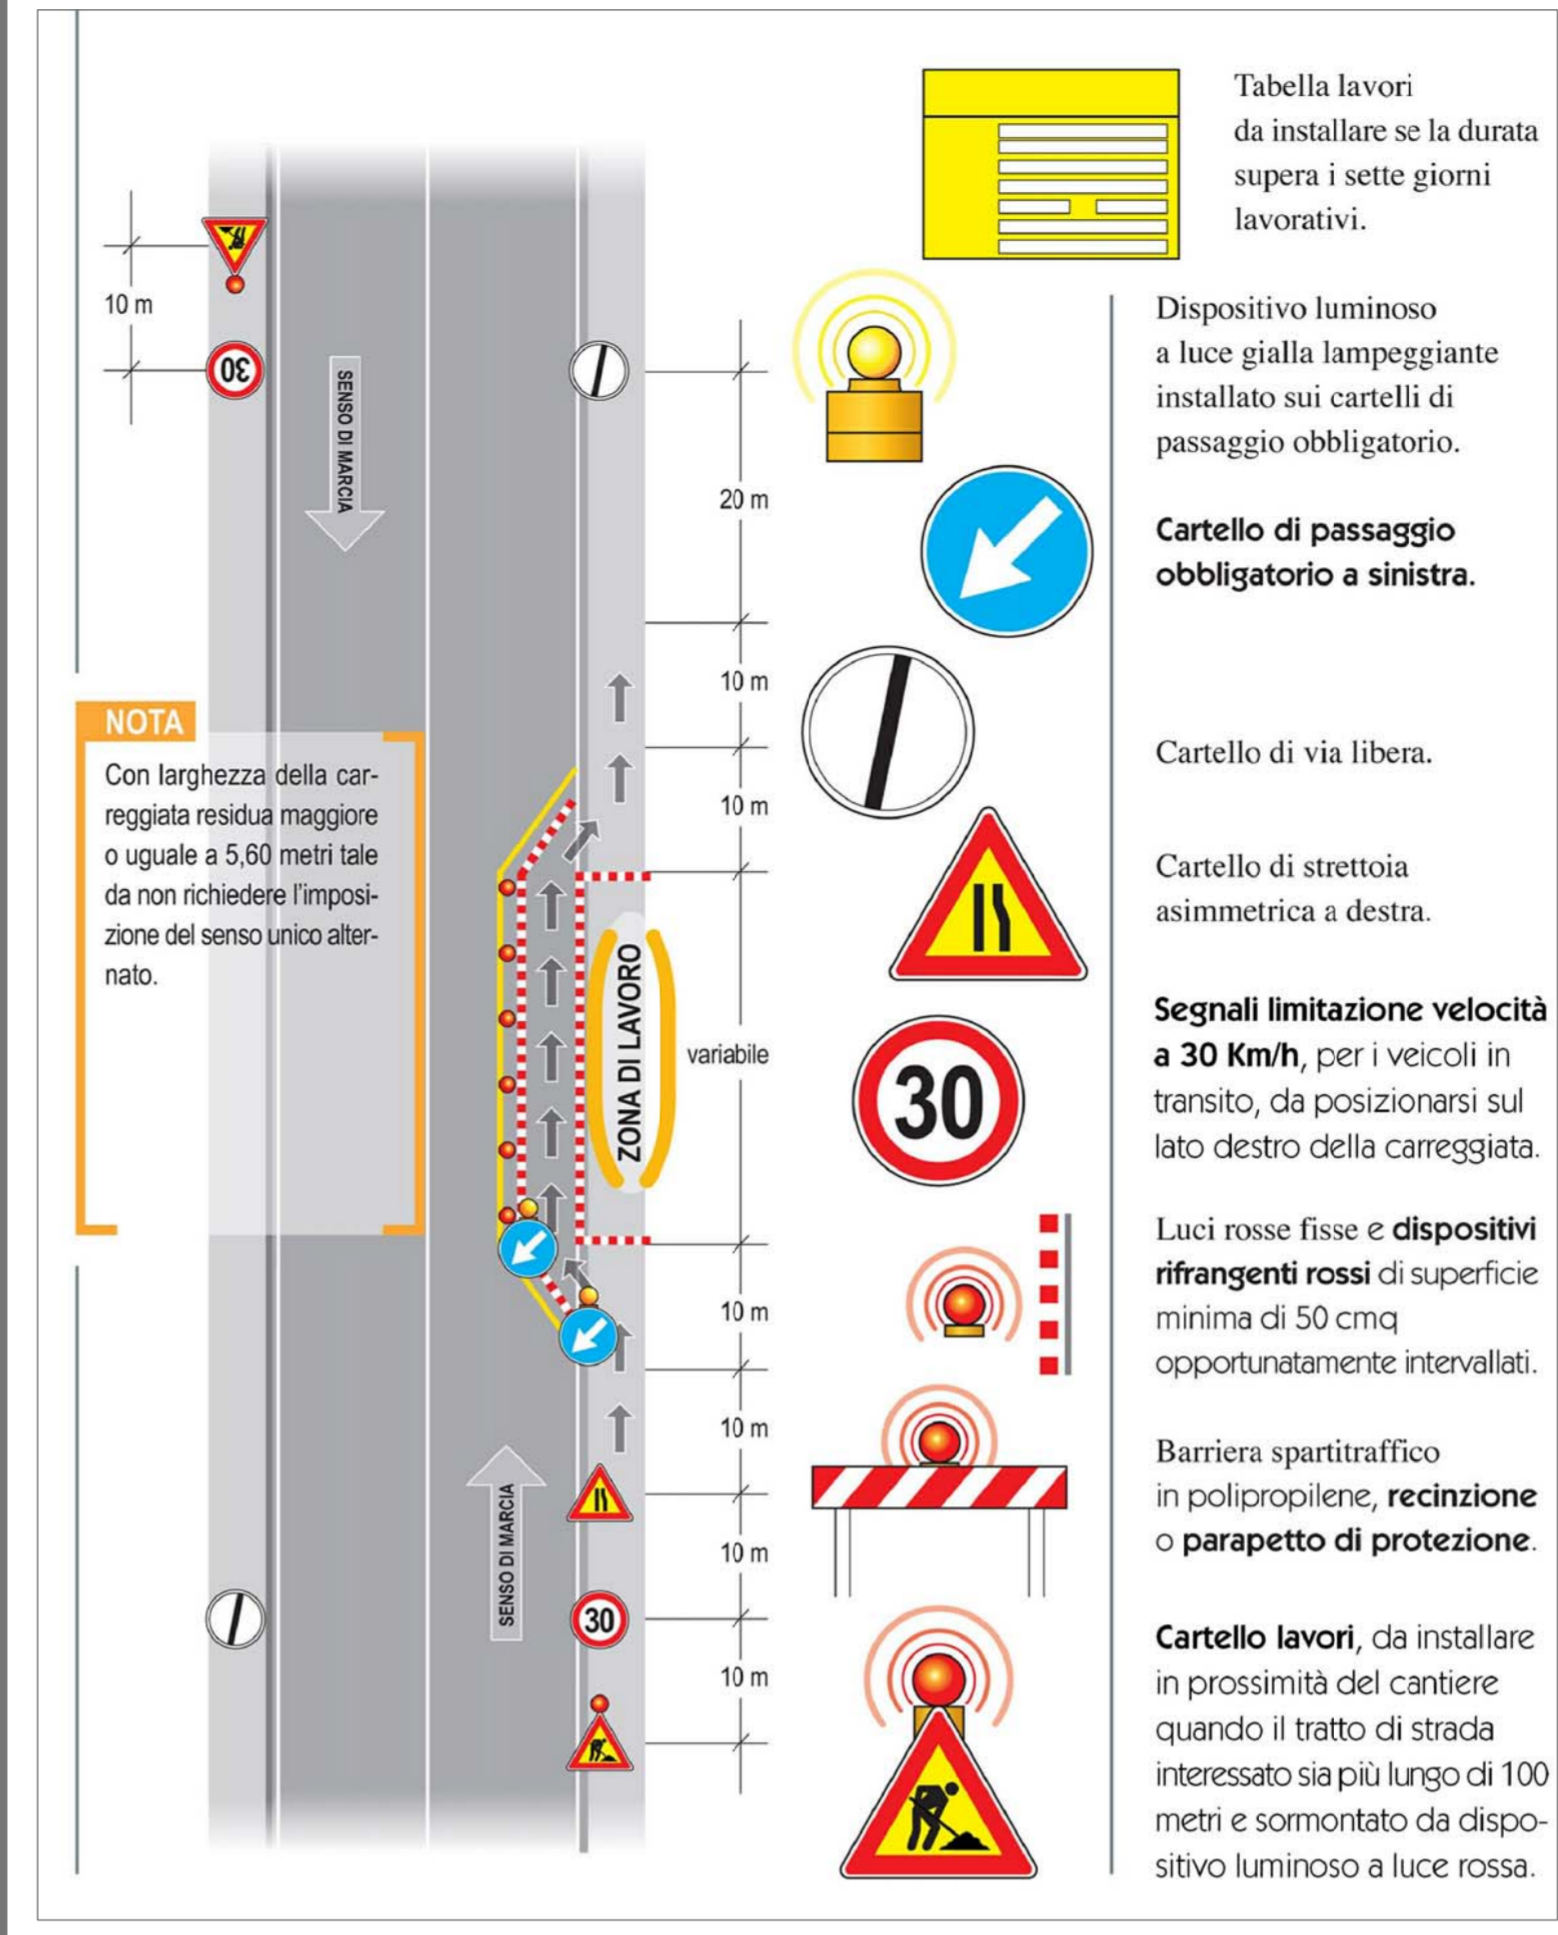 Tabella lavori
da installare se la durata
supera i sette giorni
lavorativi.
Dispositivo luminoso
a luce gialla lampeggiante
installato sui cartelli di
passaggio obbligatorio.
Cartello di passaggio
obbligatorio a sinistra.
Cartello di via libera.
Cartello di strettoia
asimmetrica a destra.
Segnali limitazione velocità
a 30 Km/h, per i veicoli in
transito, da posizionarsi sul
lato destro della carreggiata.
Luci rosse fisse e dispositivi
rifrangenti rossi di superficie
minima di 50 cmq
opportunatamente intervallati.
Barriera spartitraffico
in polipropilene, recinzione
o parapetto di protezione.
Cartello lavori, da installare
in prossimità del cantiere
quando il tratto di strada
interessato sia più lungo di 100
metri e sormontato da dispo-
sitivo luminoso a luce rossa.
10 m
30
SENSO DI MARCIA
20 m
10 m
10 m
variabile
10 m
10 m
10 m
10 m
NOTA
Con larghezza della car-
reggiata residua maggiore
o uguale a 5,60 metri tale
da non richiedere l'imposi-
zione del senso unico alter-
nato.
ZONA DI LAVORO
SENSO DI MARCIA
30
30